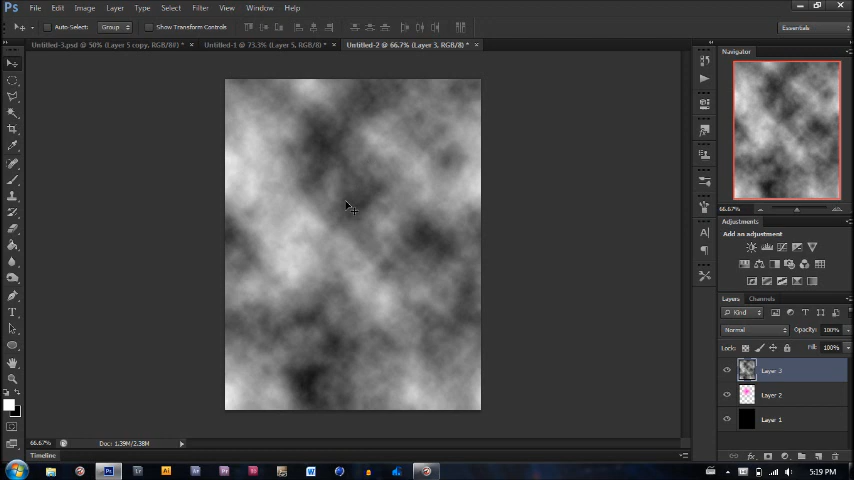 Ps File Edit Image Layer Type Select Filter View Window Help
Auto-Select: Group Show Transform Controls Essentials
Untitled-3.psd @ 50% (Layer 5 copy, RGB/8#) * × Untitled-1 @ 73.3% (Layer 5, RGB/8) * × Untitled-2 @ 66.7% (Layer 3, RGB/8) * ×
Navigator
66.67%
Adjustments
Add an adjustment
Layers Channels
Kind
Normal Opacity: 100%
Lock: Fill: 100%
Layer 3
Layer 2
Layer 1
66.67% Doc: 1.39M/2.38M
Timeline
Ps Lr Ai Pr W 5:19 PM